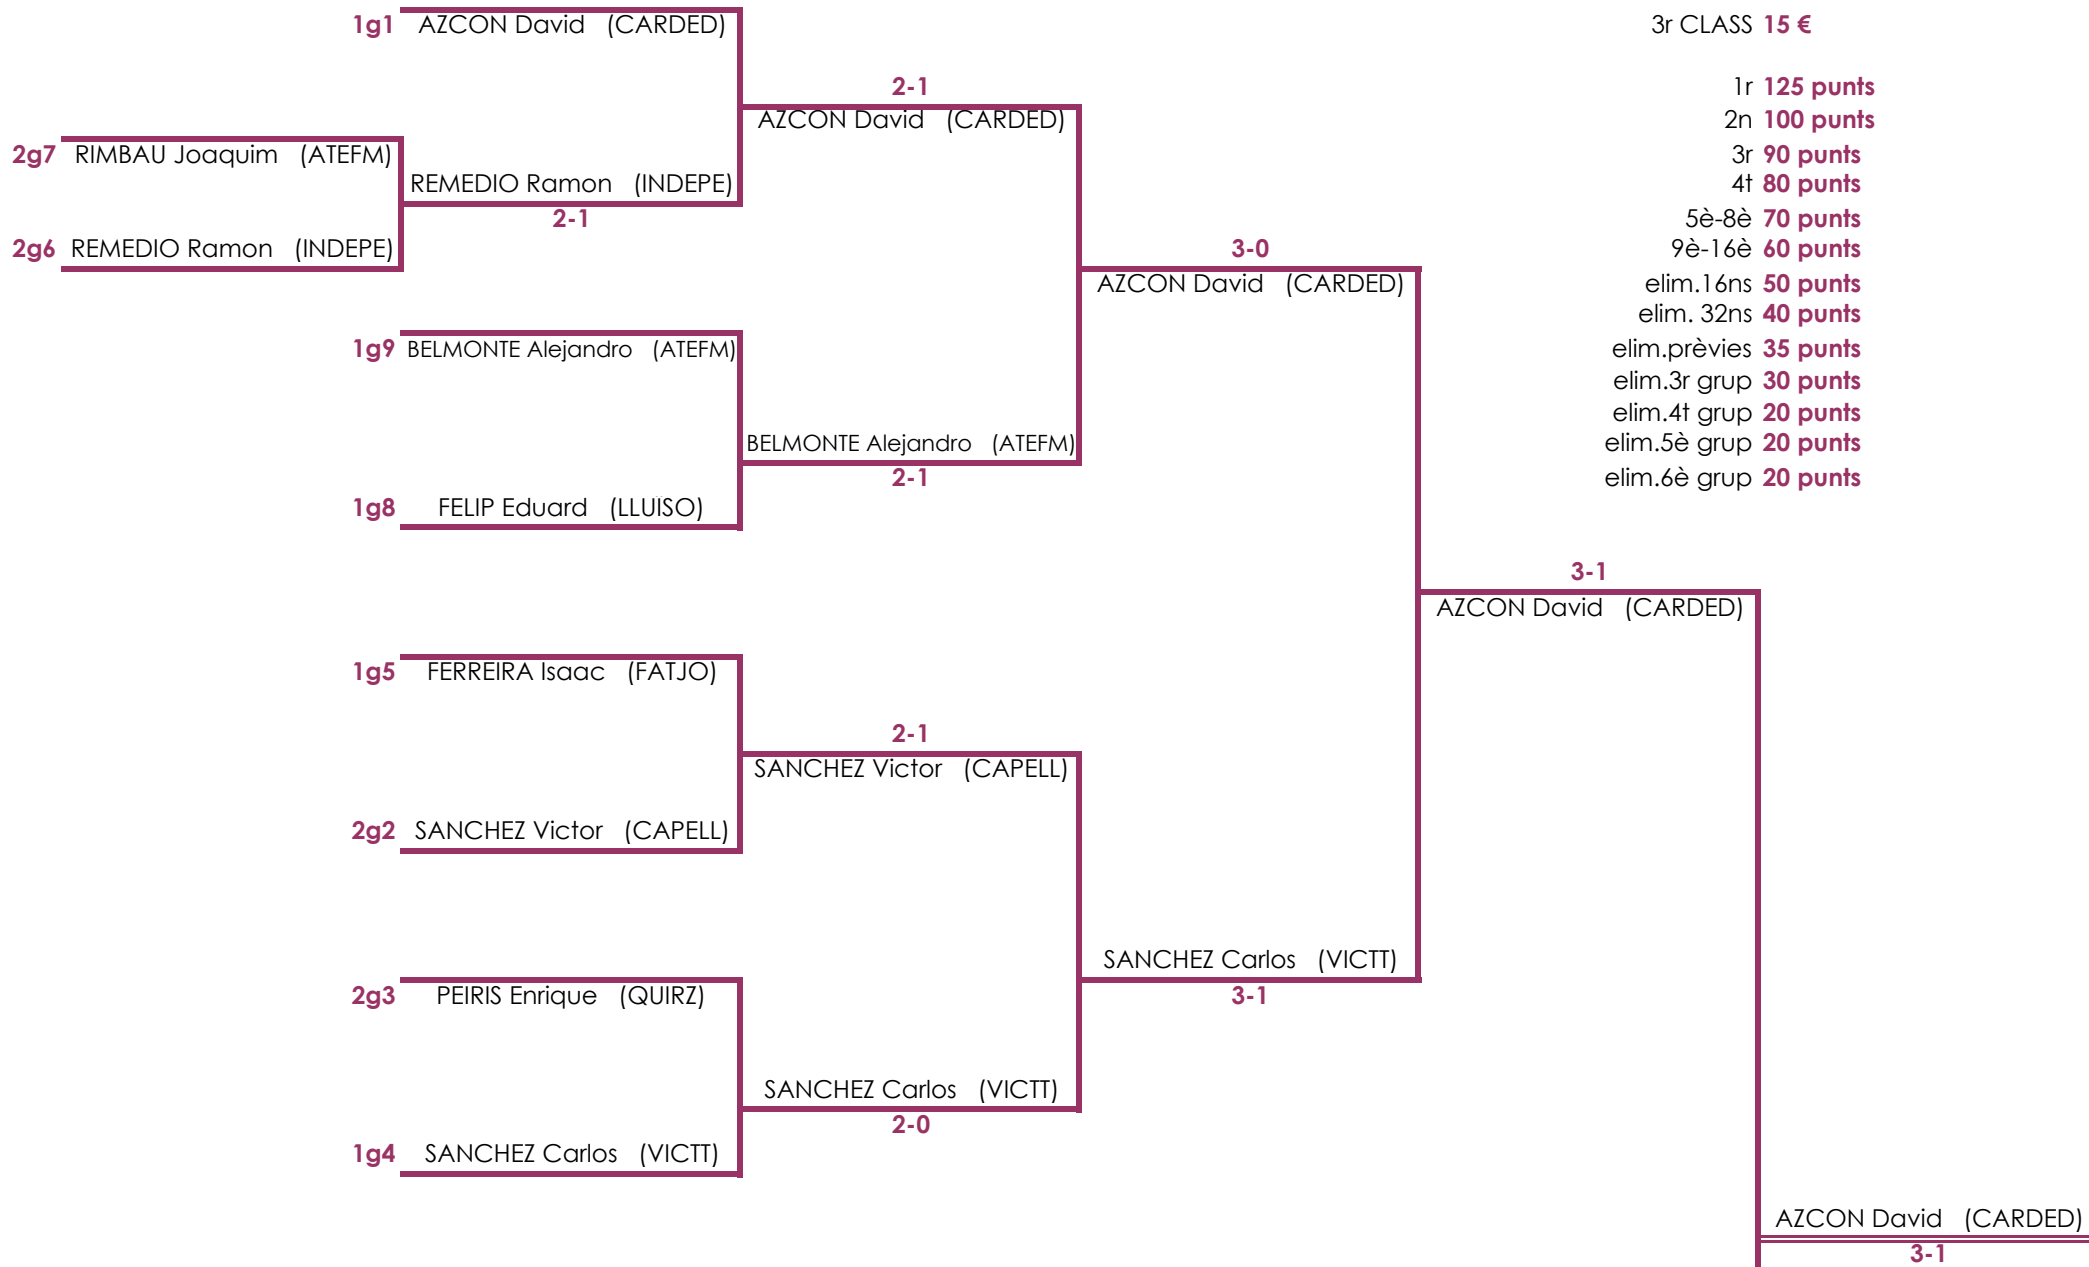 1g1 AZCON David (CARDED)
3r CLASS 15 €
2-1
1r 125 punts
AZCON David (CARDED)
2n 100 punts
2g7 RIMBAU Joaquim (ATEFM)
3r 90 punts
REMEDIO Ramon (INDEPE)
4t 80 punts
2-1
5è-8è 70 punts
2g6 REMEDIO Ramon (INDEPE)
3-0
9è-16è 60 punts
AZCON David (CARDED)
elim.16ns 50 punts
elim. 32ns 40 punts
1g9 BELMONTE Alejandro (ATEFM)
elim.prèvies 35 punts
elim.3r grup 30 punts
elim.4t grup 20 punts
BELMONTE Alejandro (ATEFM)
elim.5è grup 20 punts
2-1
elim.6è grup 20 punts
1g8 FELIP Eduard (LLUÏSO)
3-1
AZCON David (CARDED)
1g5 FERREIRA Isaac (FATJO)
2-1
SANCHEZ Victor (CAPELL)
2g2 SANCHEZ Victor (CAPELL)
SANCHEZ Carlos (VICTT)
2g3 PEIRIS Enrique (QUIRZ)
3-1
SANCHEZ Carlos (VICTT)
2-0
1g4 SANCHEZ Carlos (VICTT)
AZCON David (CARDED)
3-1